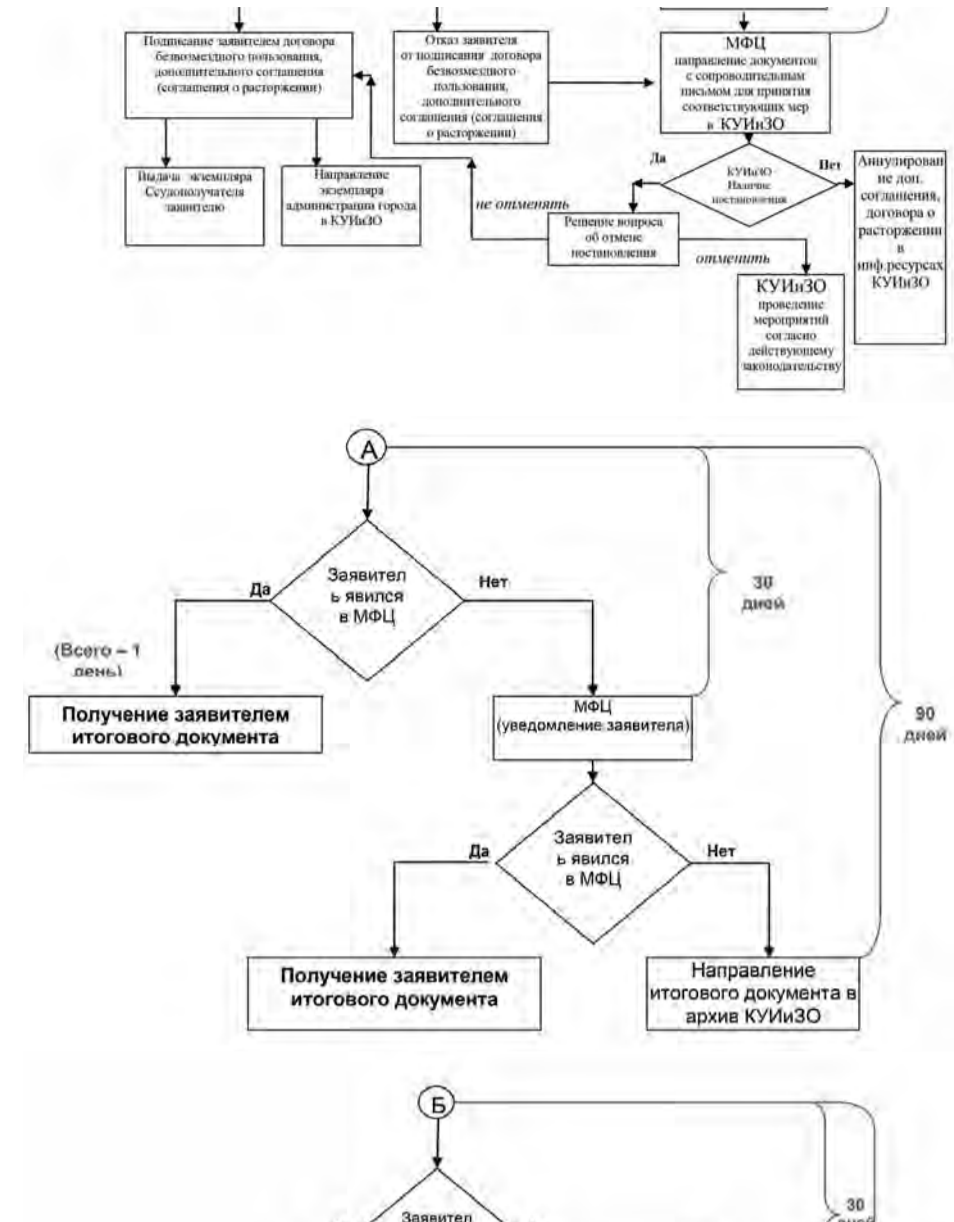 Подписание заявителем договора
безвозмездного пользования,
дополнительного соглашения
(соглашения о расторжении)
Отказ заявителя
от подписания договора
безвозмездного
пользования,
дополнительного
соглашения (соглашения
о расторжении)
МФЦ
направление документов
с сопроводительным
письмом для принятия
соответствующих мер
в КУИиЗО
Выдача экземпляра
Ссудополучателя
заявителю
Направление
экземпляра
администрации города
в КУИиЗО
не отменять
Да
КУИиЗО
Наличие
постановления
Нет
Решение вопроса
об отмене
постановления
отменить
Аннулирован
ие доп.
соглашения,
договора о
расторжении
в
инф.ресурсах
КУИиЗО
КУИиЗО
проведение
мероприятий
согласно
действующему
законодательству
А
Заявител
ь явился
в МФЦ
Да
Нет
30
дней
(Всего – 1
день)
Получение заявителем
итогового документа
МФЦ
(уведомление заявителя)
90
дней
Заявител
ь явился
в МФЦ
Да
Нет
Получение заявителем
итогового документа
Направление
итогового документа в
архив КУИиЗО
Б
Заявител
30
дней